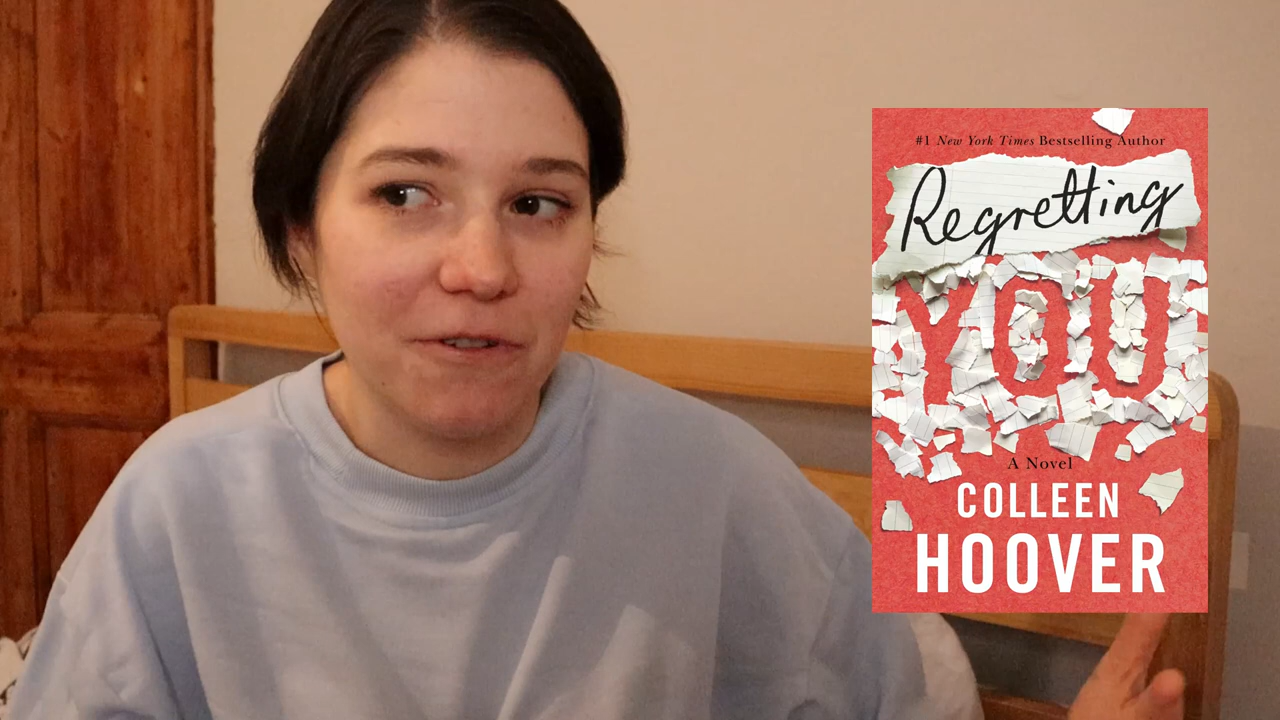 #1 New York Times Bestselling Author
Regretting
YOU
A Novel
COLLEEN
HOOVER